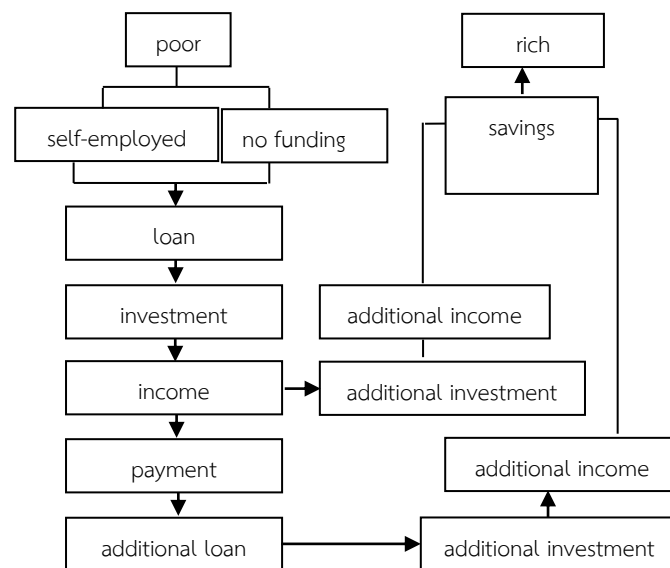 poor
rich
self-employed
no funding
savings
loan
investment
additional income
income
additional investment
payment
additional income
additional loan
additional investment